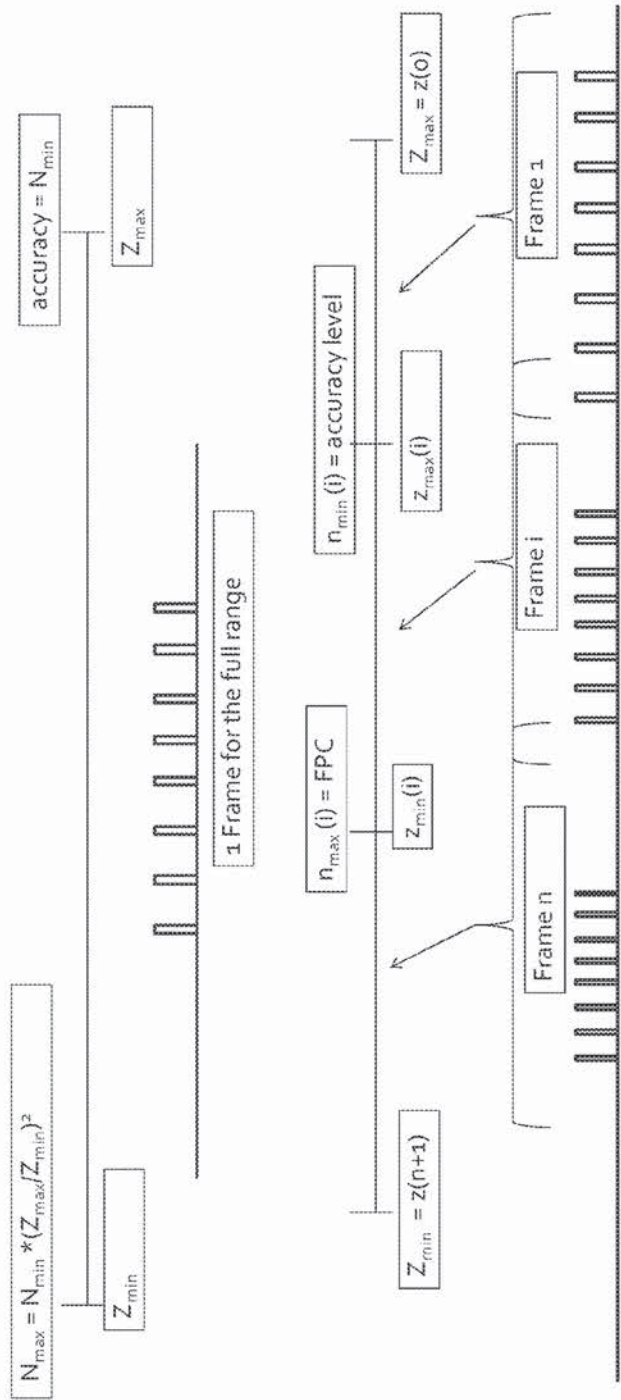 N_max = N_min *(Z_max/Z_min)²
accuracy = N_min
Z_min
Z_max
1 Frame for the full range
n_max (i) = FPC
n_min (i) = accuracy level
Z_min = z(n+1)
z_min(i)
z_max(i)
Z_max = z(0)
Frame n
Frame i
Frame 1